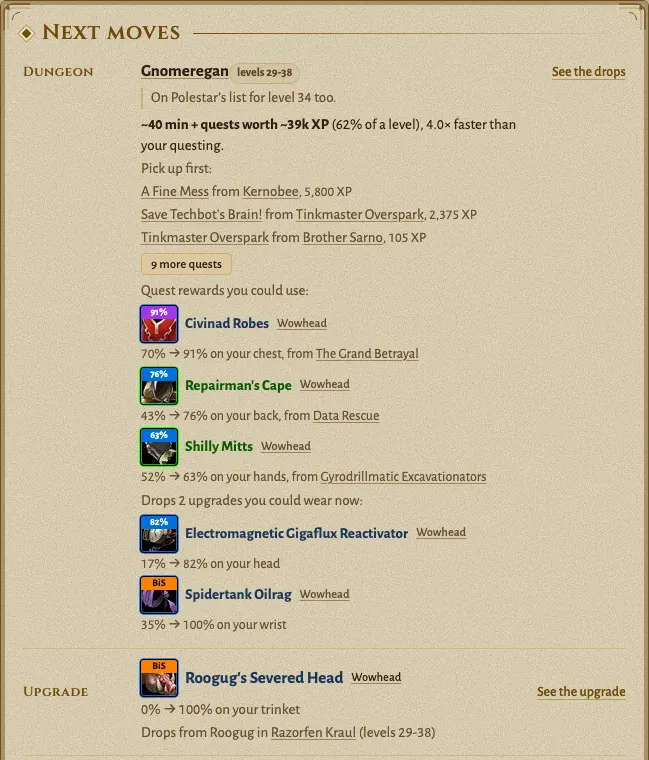 Next moves
Dungeon
Gnomeregan levels 29-38
See the drops
On Polestar's list for level 34 too.
~40 min + quests worth ~39k XP (62% of a level), 4.0× faster than
your questing.
Pick up first:
A Fine Mess from Kernobee, 5,800 XP
Save Techbot's Brain! from Tinkmaster Overspark, 2,375 XP
Tinkmaster Overspark from Brother Sarno, 105 XP
9 more quests
Quest rewards you could use:
91%
Civinad Robes Wowhead
70% → 91% on your chest, from The Grand Betrayal
76%
Repairman's Cape Wowhead
43% → 76% on your back, from Data Rescue
63%
Shilly Mitts Wowhead
52% → 63% on your hands, from Gyrodrillmatic Excavationators
Drops 2 upgrades you could wear now:
82%
Electromagnetic Gigaflux Reactivator Wowhead
17% → 82% on your head
BiS
Spidertank Oilrag Wowhead
35% → 100% on your wrist
Upgrade
BiS
Roogug's Severed Head Wowhead
See the upgrade
0% → 100% on your trinket
Drops from Roogug in Razorfen Kraul (levels 29-38)